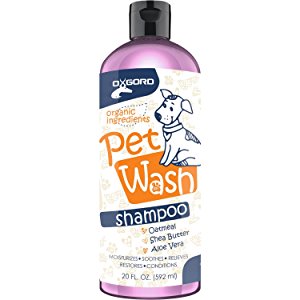 OXGORD
organic
ingredients
Pet
Wash
shampoo
Oatmeal
Shea Butter
Aloe Vera
MOISTURIZES • SOOTHES • RELIEVES
RESTORES • CONDITIONS
20 FL. OZ. (592 ml)